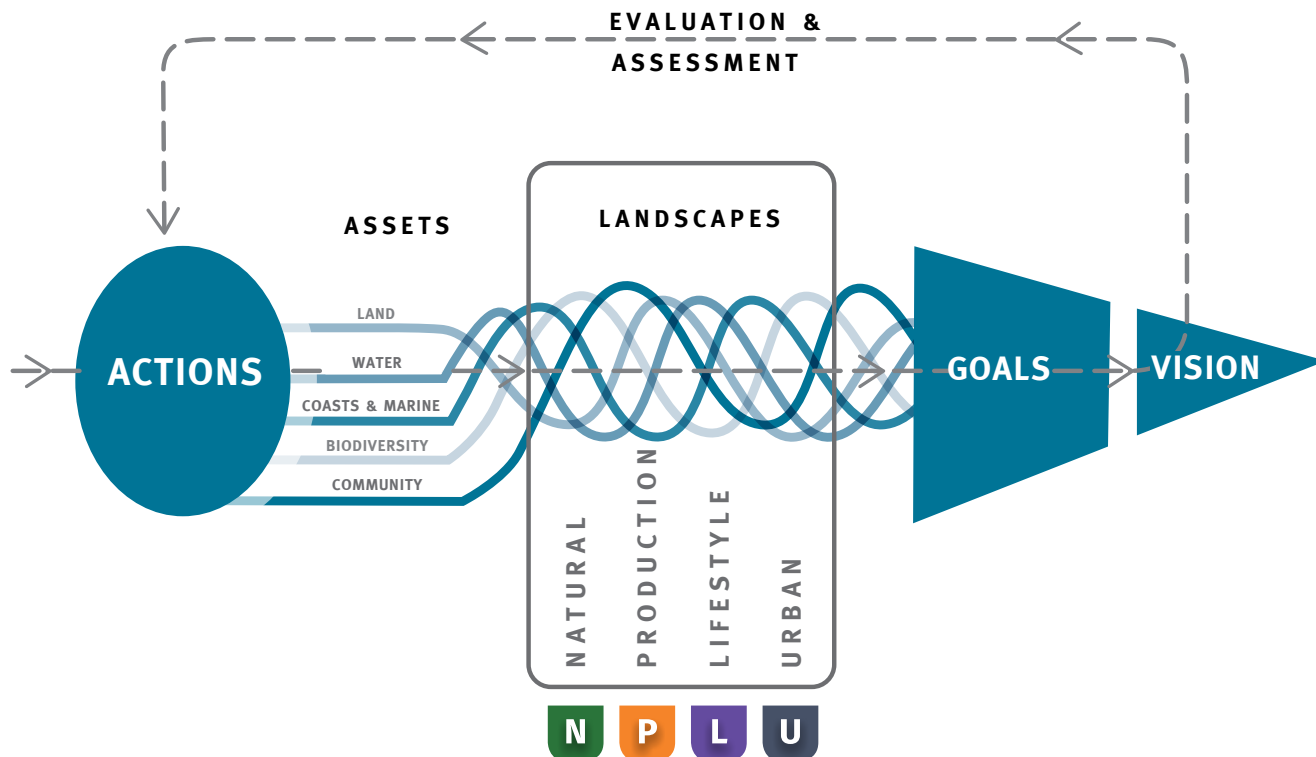 EVALUATION &
ASSESSMENT
ASSETS
LANDSCAPES
LAND
WATER
COASTS & MARINE
BIODIVERSITY
COMMUNITY
ACTIONS
GOALS
VISION
NATURAL
PRODUCTION
LIFESTYLE
URBAN
N
P
L
U